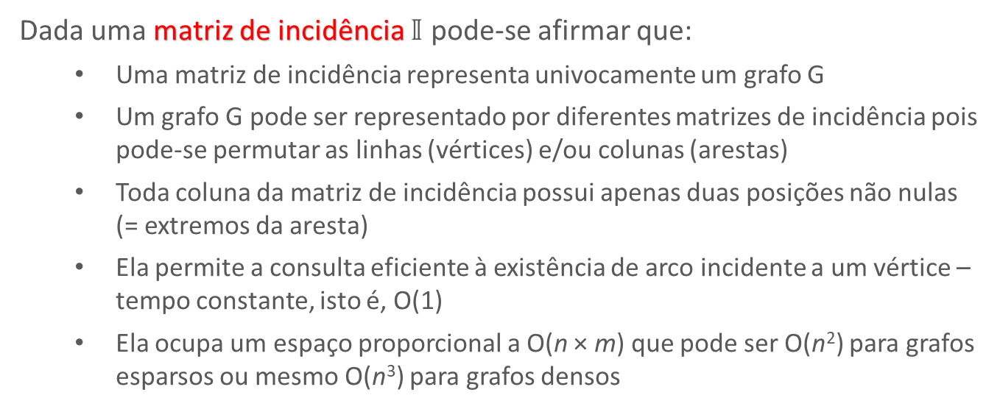 Dada uma matriz de incidência 𝕀 pode-se afirmar que:
• Uma matriz de incidência representa univocamente um grafo G
• Um grafo G pode ser representado por diferentes matrizes de incidência pois
pode-se permutar as linhas (vértices) e/ou colunas (arestas)
• Toda coluna da matriz de incidência possui apenas duas posições não nulas
(= extremos da aresta)
• Ela permite a consulta eficiente à existência de arco incidente a um vértice –
tempo constante, isto é, O(1)
• Ela ocupa um espaço proporcional a O(n × m) que pode ser O(n²) para grafos
esparsos ou mesmo O(n³) para grafos densos